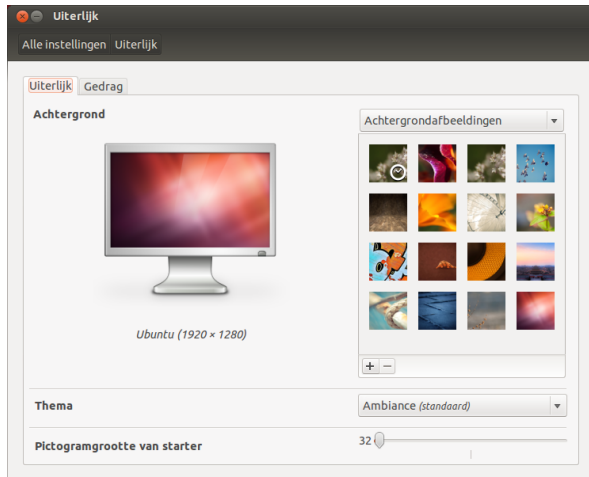 Uiterlijk
Alle instellingen Uiterlijk
Uiterlijk Gedrag
Achtergrond
Achtergrondafbeeldingen
Ubuntu (1920 × 1280)
+ −
Thema
Ambiance (standaard)
Pictogramgrootte van starter
32